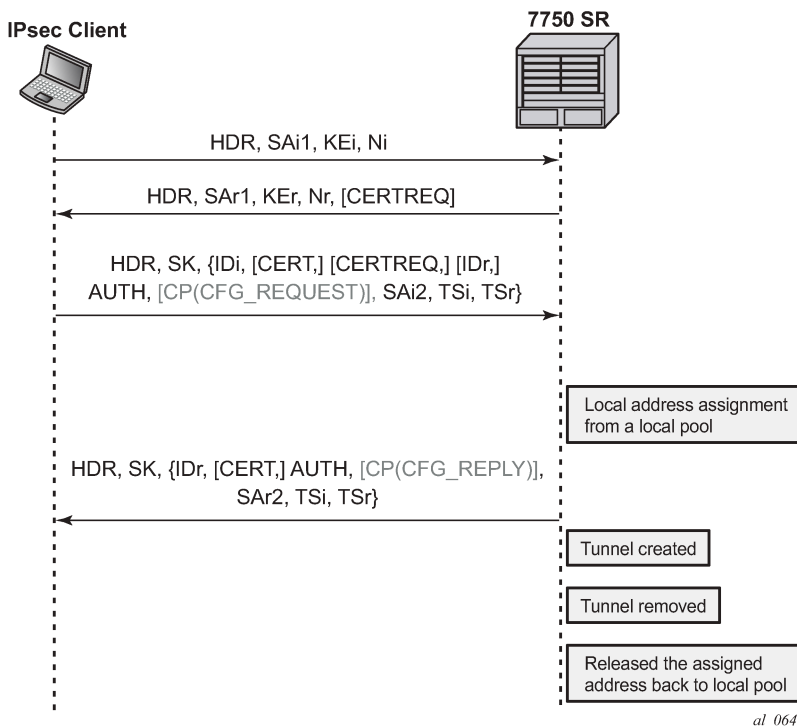 IPsec Client
7750 SR
HDR, SAi1, KEi, Ni
HDR, SAr1, KEr, Nr, [CERTREQ]
HDR, SK, {IDi, [CERT,] [CERTREQ,] [IDr,]
AUTH, [CP(CFG_REQUEST)], SAi2, TSi, TSr}
Local address assignment
from a local pool
HDR, SK, {IDr, [CERT,] AUTH, [CP(CFG_REPLY)],
SAr2, TSi, TSr}
Tunnel created
Tunnel removed
Released the assigned
address back to local pool
al_064